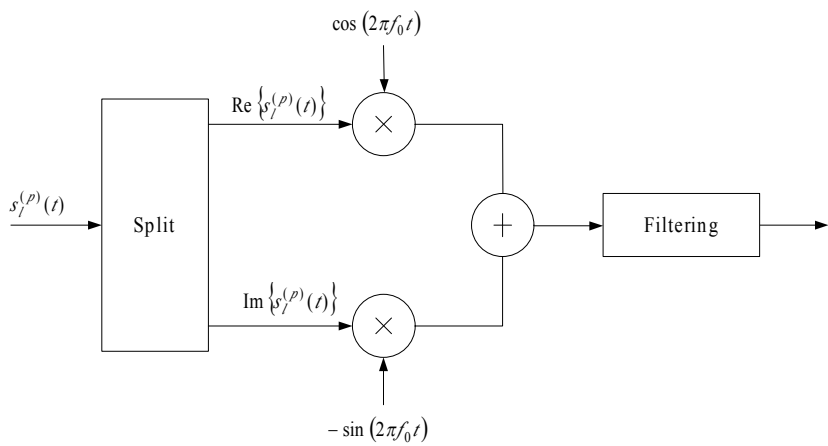 cos (2πf₀t)
Re {s_l^(p)(t)}
×
s_l^(p)(t)
Split
+
Filtering
Im {s_l^(p)(t)}
×
− sin (2πf₀t)